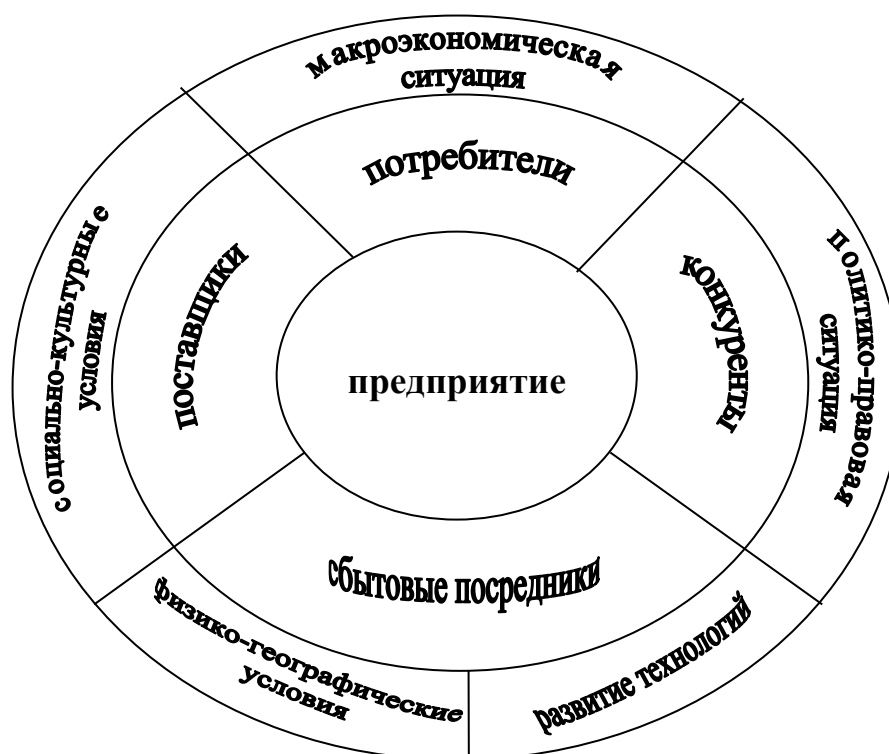 макроэкономическая
ситуация
потребители
социально-культурные
условия
поставщики
предприятие
конкуренты
политико-правовая
ситуация
сбытовые посредники
физико-географические
условия
развитие технологий